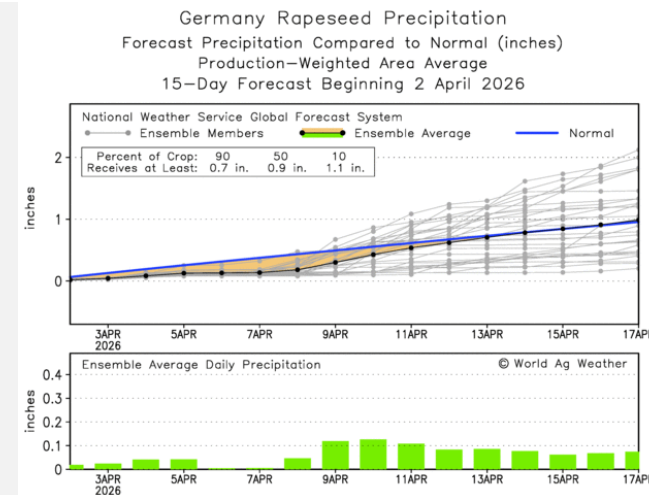 Germany Rapeseed Precipitation
Forecast Precipitation Compared to Normal (inches)
Production-Weighted Area Average
15-Day Forecast Beginning 2 April 2026
National Weather Service Global Forecast System
Ensemble Members Ensemble Average Normal
Percent of Crop: 90 50 10
Receives at Least: 0.7 in. 0.9 in. 1.1 in.
inches
2
1
0
3APR 5APR 7APR 9APR 11APR 13APR 15APR 17APR
2026
Ensemble Average Daily Precipitation © World Ag Weather
inches
0.4
0.3
0.2
0.1
0
3APR 5APR 7APR 9APR 11APR 13APR 15APR 17APR
2026